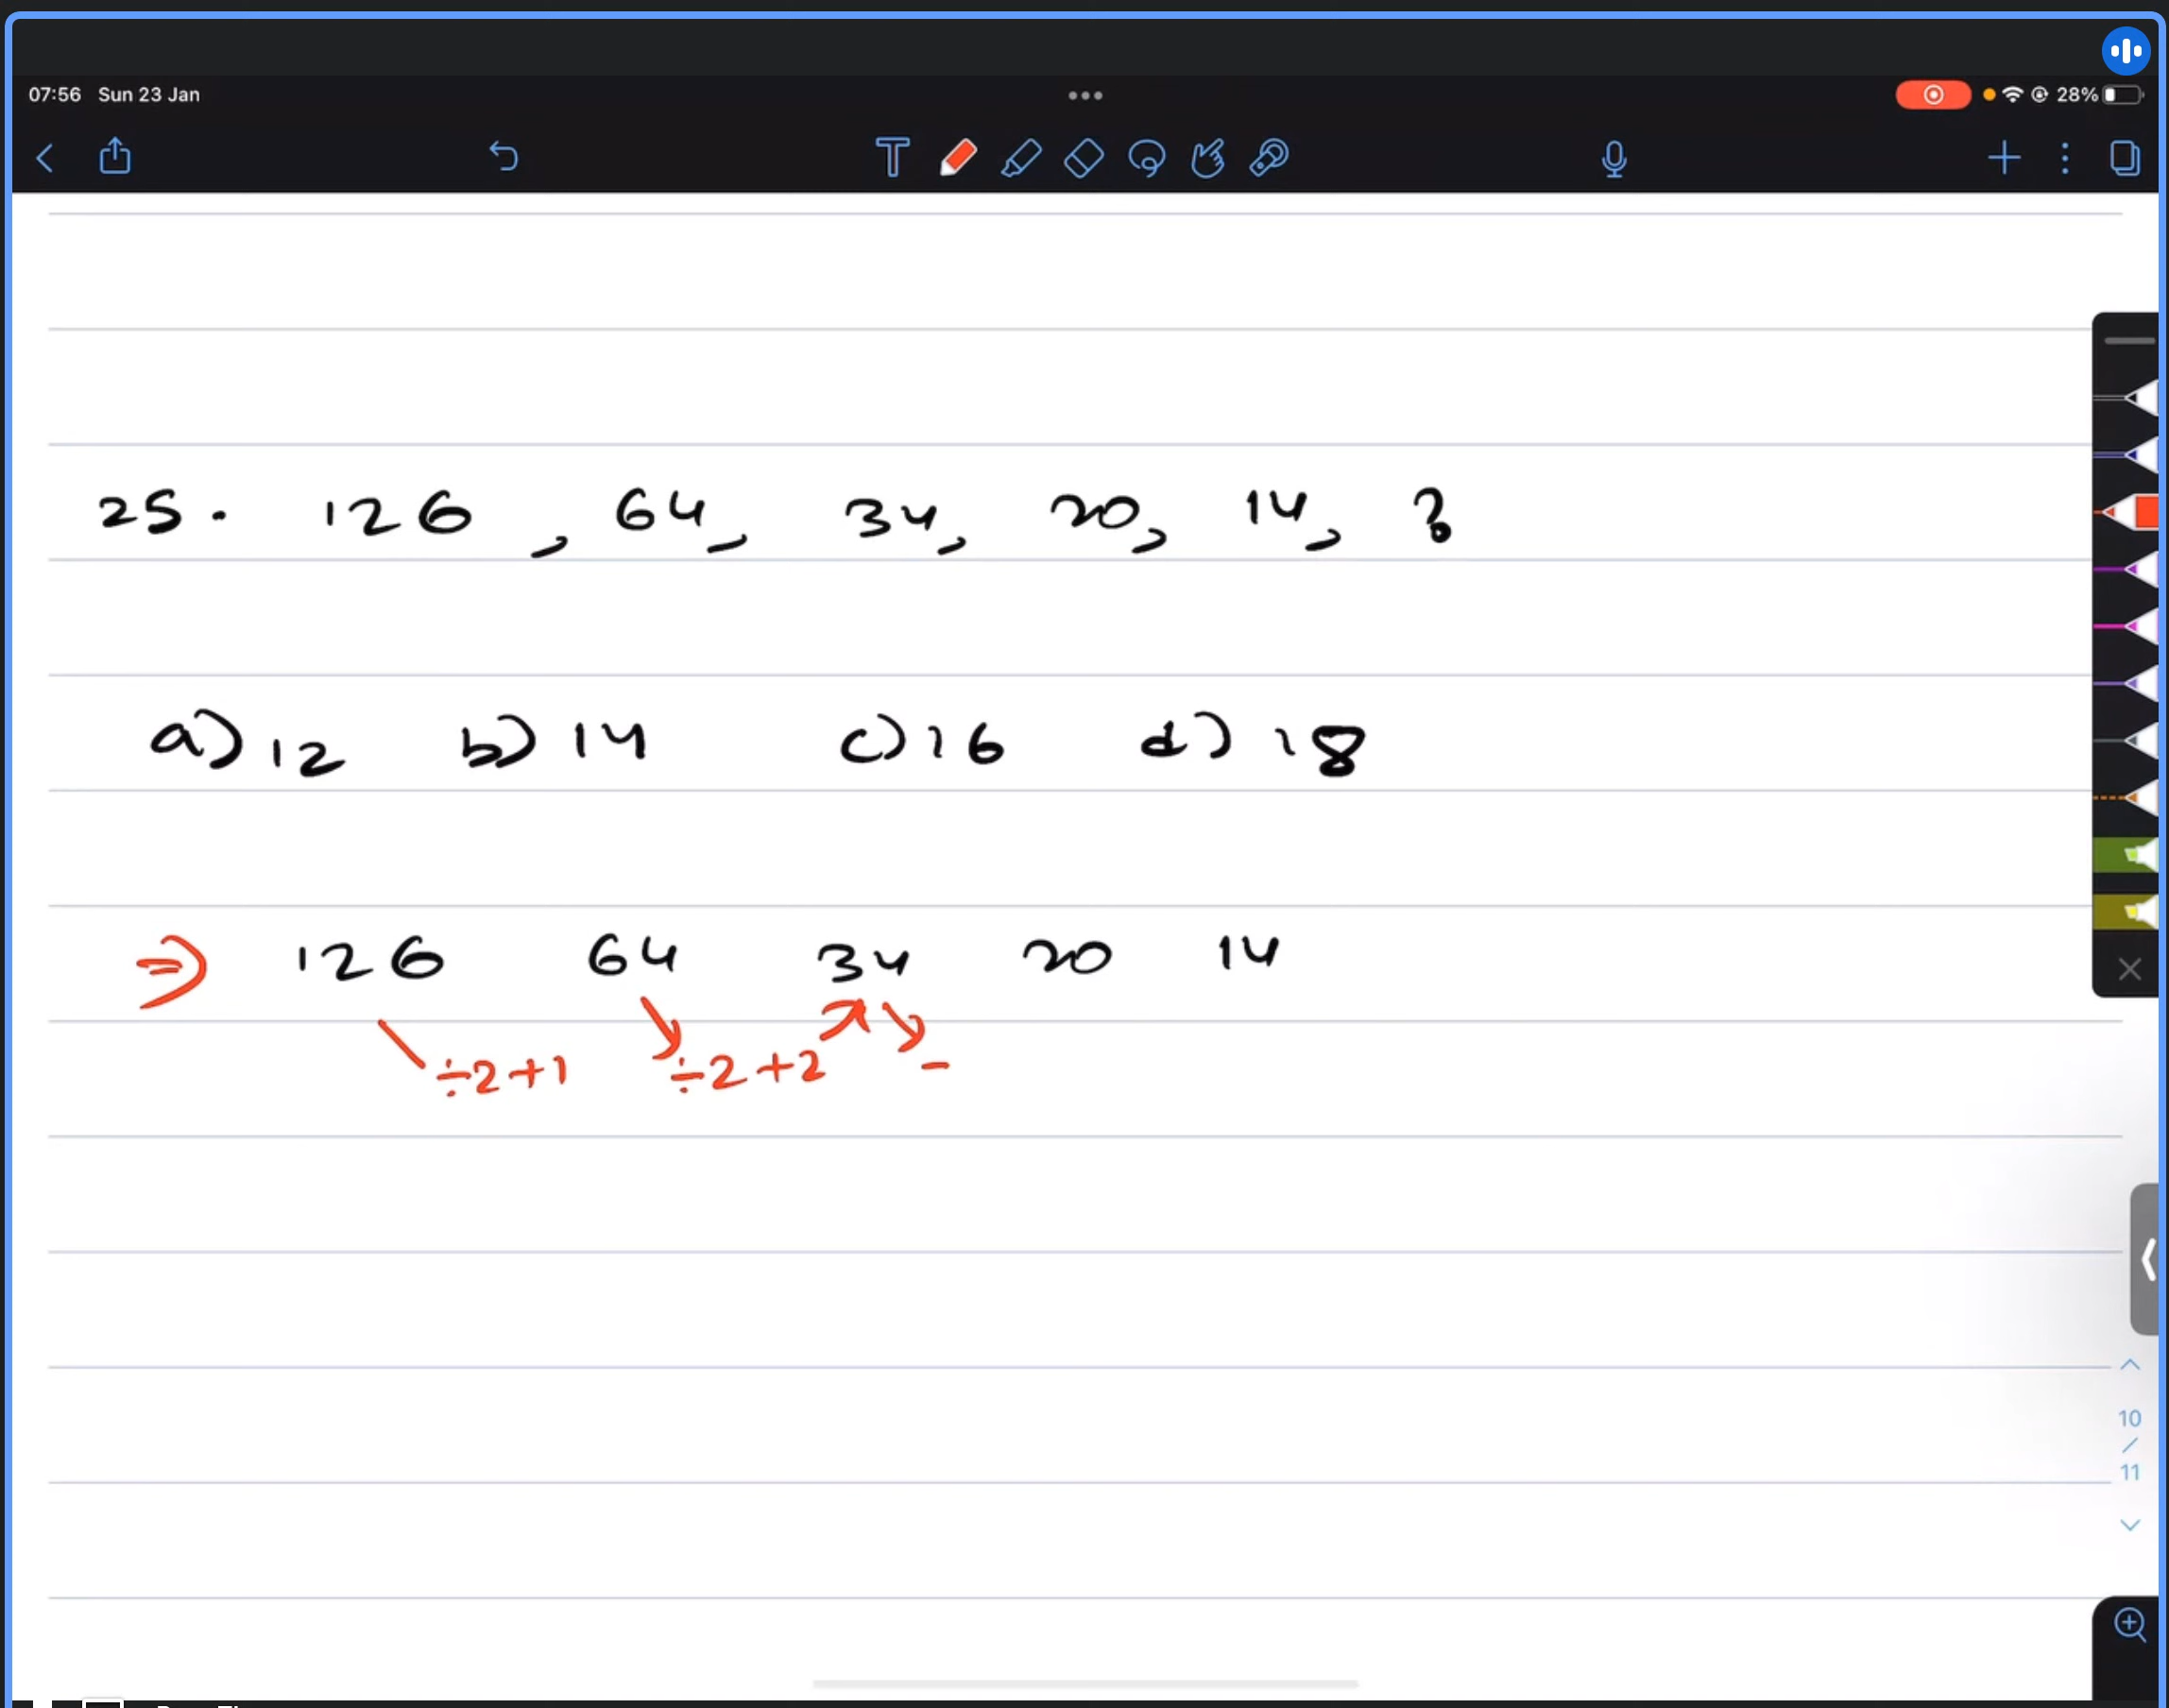 07:56 Sun 23 Jan 28%
25. 126, 64, 34, 20, 14, ?
a) 12 b) 14 c) 16 d) 18
⇒ 126 64 34 20 14
÷2+1 ÷2+2 -
10
/
11